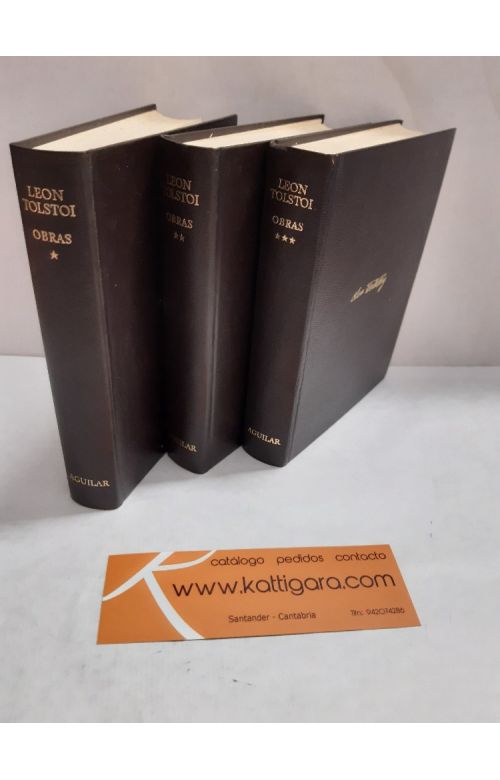 LEON
TOLSTOI
OBRAS
★
AGUILAR
LEON
TOLSTOI
OBRAS
★★
AGUILAR
LEON
TOLSTOI
OBRAS
★★★
AGUILAR
catálogo pedidos contacto
www.kattigara.com
Santander - Cantabria
Tlfn.: 942074286